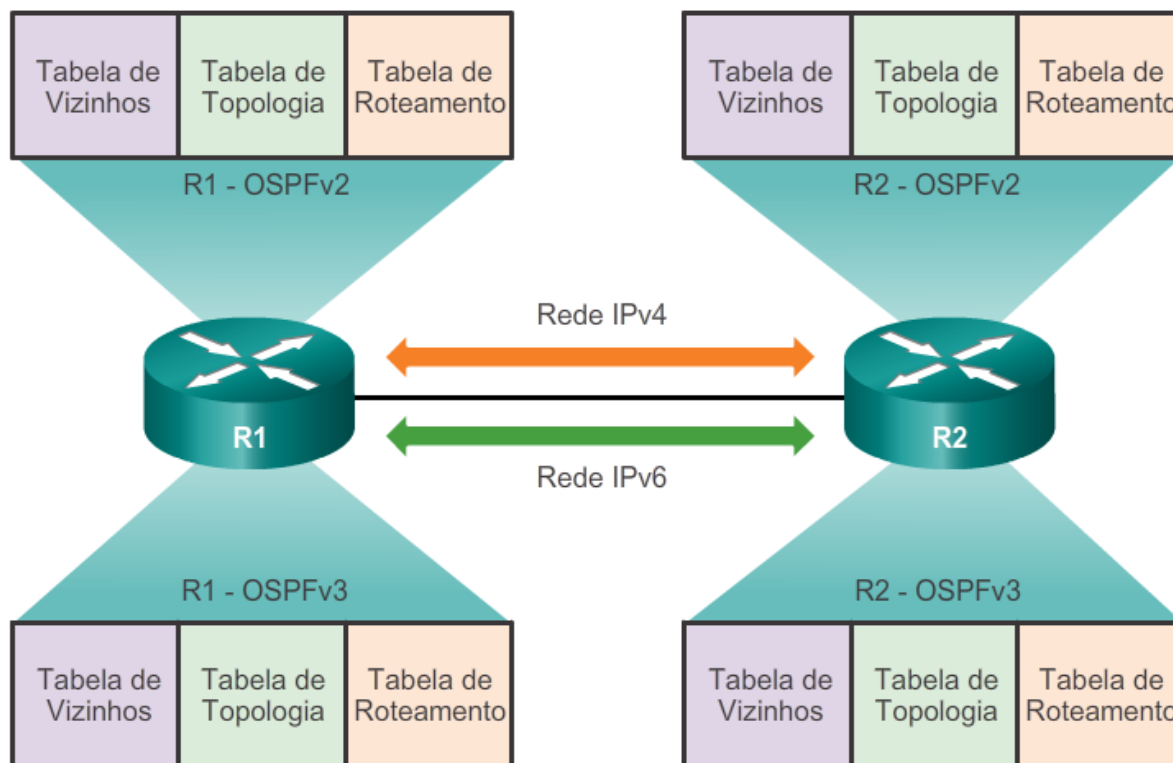 Tabela de
Vizinhos
Tabela de
Topologia
Tabela de
Roteamento
R1 - OSPFv2
Tabela de
Vizinhos
Tabela de
Topologia
Tabela de
Roteamento
R2 - OSPFv2
Rede IPv4
R1
R2
Rede IPv6
R1 - OSPFv3
Tabela de
Vizinhos
Tabela de
Topologia
Tabela de
Roteamento
R2 - OSPFv3
Tabela de
Vizinhos
Tabela de
Topologia
Tabela de
Roteamento